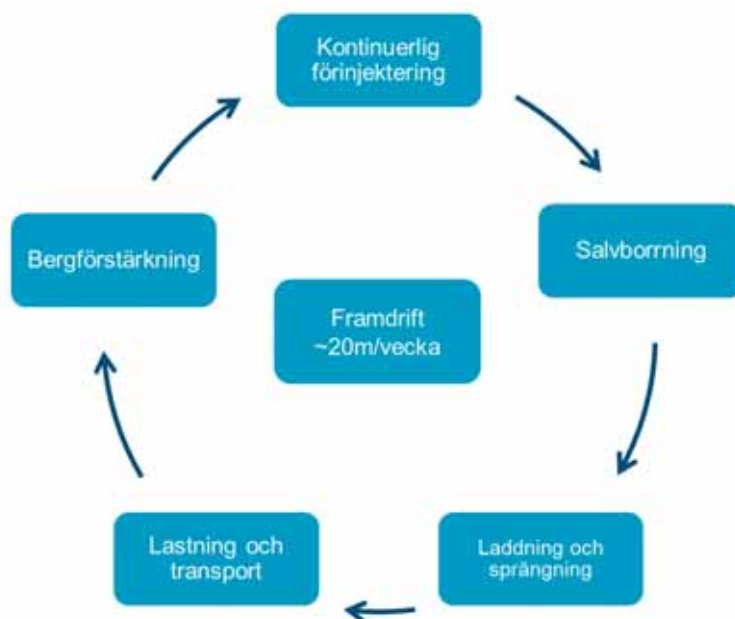 Kontinuerlig
förinjektering
Salvborrning
Laddning och
sprängning
Lastning och
transport
Bergförstärkning
Framdrift
~20m/vecka